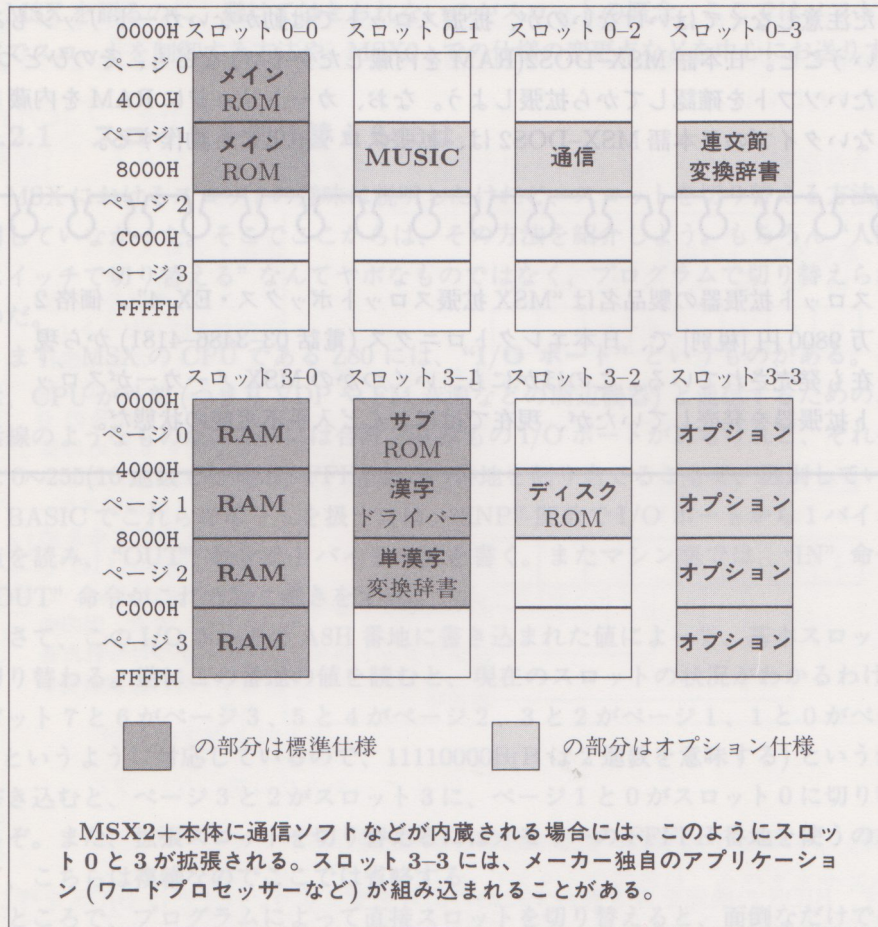 スロット 0–0 スロット 0–1 スロット 0–2 スロット 0–3
0000H
ページ 0 メイン
ROM
4000H
ページ 1 メイン
ROM
MUSIC
通信
連文節
変換辞書
8000H
ページ 2
C000H
ページ 3
FFFFH
スロット 3–0 スロット 3–1 スロット 3–2 スロット 3–3
0000H
ページ 0 RAM サブ
ROM
オプション
4000H
ページ 1 RAM 漢字
ドライバー
ディスク
ROM
オプション
8000H
ページ 2 RAM 単漢字
変換辞書
オプション
C000H
ページ 3 RAM オプション
FFFFH
の部分は標準仕様 の部分はオプション仕様
MSX2+本体に通信ソフトなどが内蔵される場合には、このようにスロッ
ト 0 と 3 が拡張される。スロット 3–3 には、メーカー独自のアプリケーショ
ン (ワードプロセッサーなど) が組み込まれることがある。